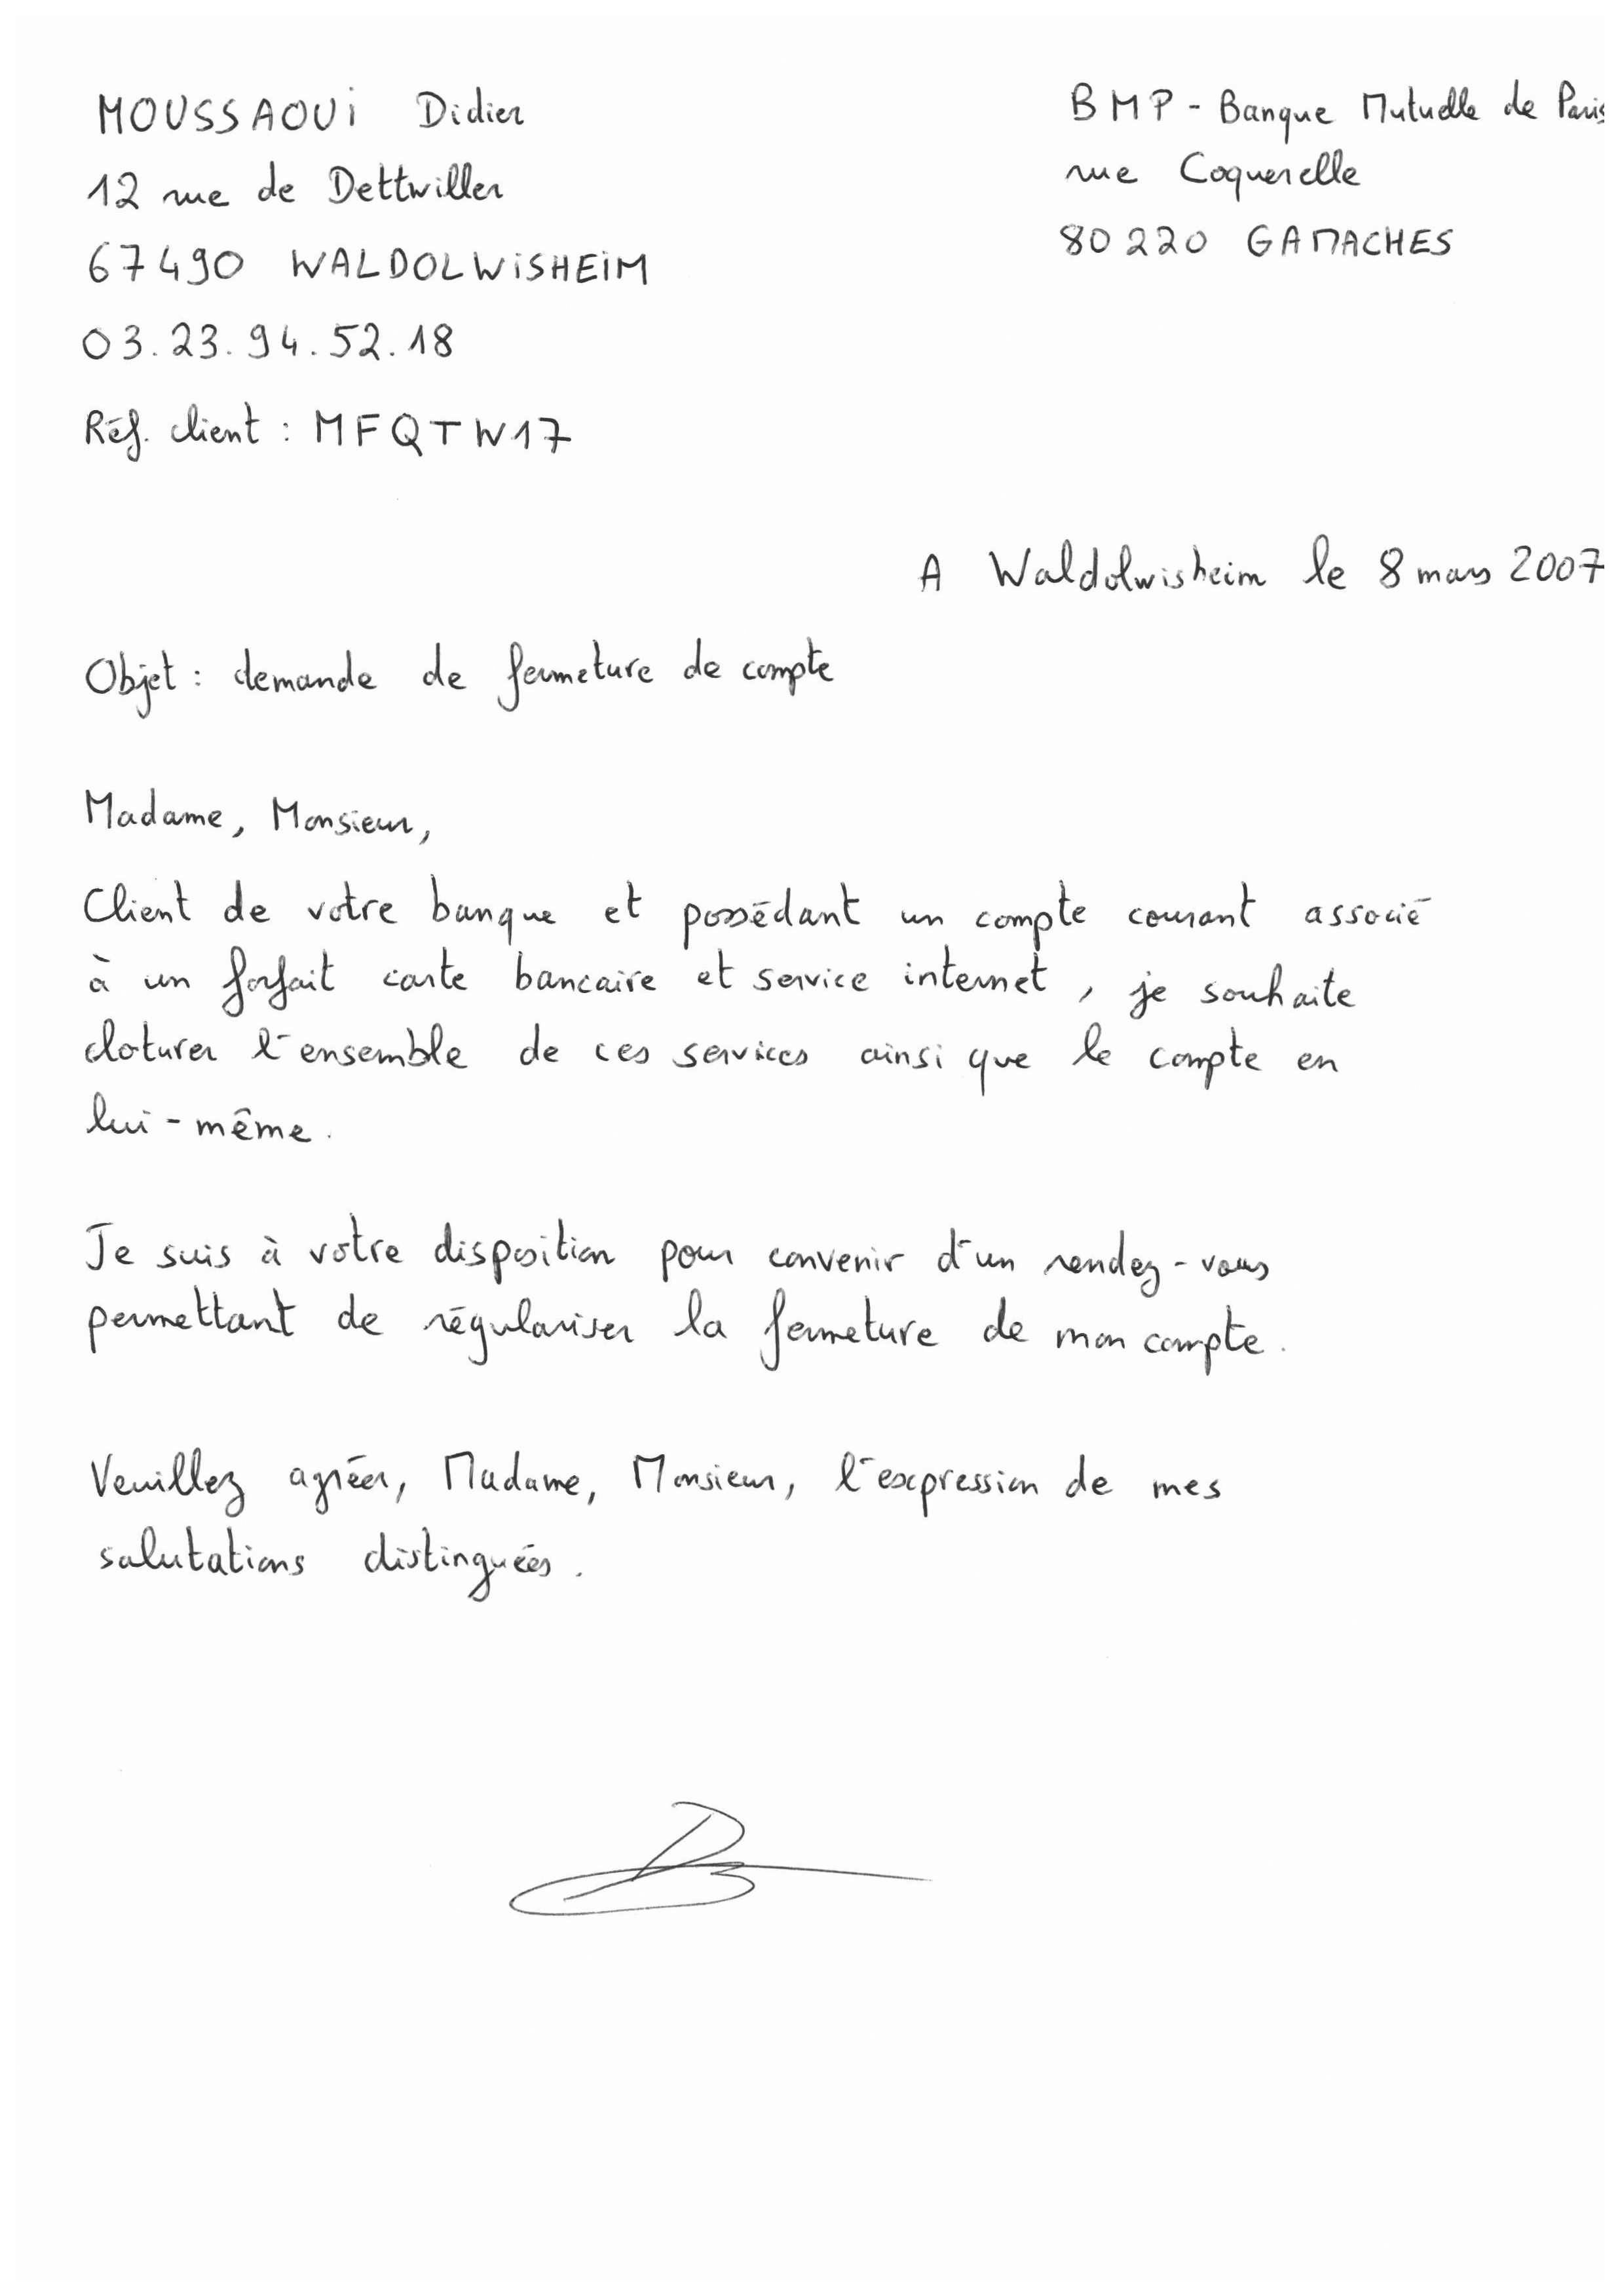 MOUSSAOUi Didier
12 rue de Dettwiller
67490 WALDOLWiSHEiM
03.23.94.52.18
Réf. client : MFQTW17
BMP - Banque Mutuelle de Paris
rue Coquerelle
80220 GAMACHES
A Waldolwisheim le 8 mars 2007
Objet : demande de fermeture de compte
Madame, Monsieur,
Client de votre banque et possédant un compte courant associé
à un forfait carte bancaire et service internet, je souhaite
cloturer l'ensemble de ces services ainsi que le compte en
lui-même.
Je suis à votre disposition pour convenir d'un rendez-vous
permettant de régulariser la fermeture de mon compte.
Veuillez agréer, Madame, Monsieur, l'expression de mes
salutations distinguées.